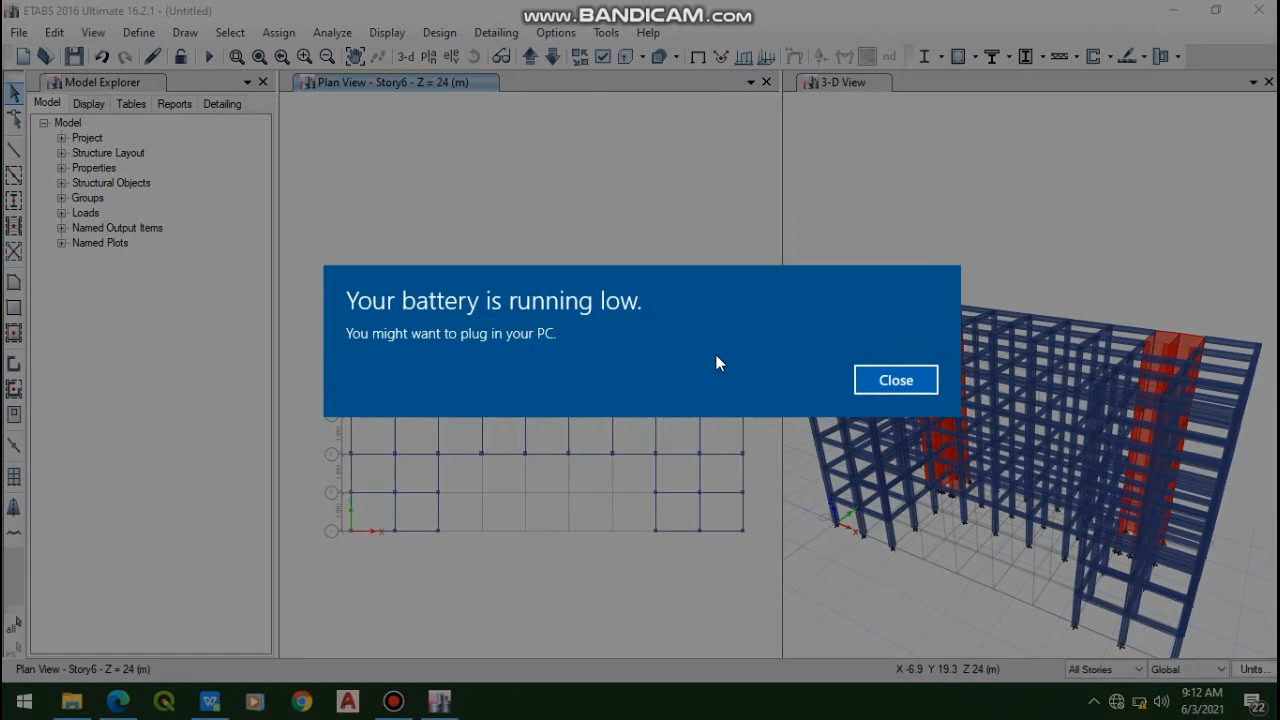 ETABS 2016 Ultimate 16.2.1 - (Untitled)
www.BANDICAM.com
File Edit View Define Draw Select Assign Analyze Display Design Detailing Options Tools Help
3-d nd
Model Explorer
Plan View - Story6 - Z = 24 (m)
3-D View
Model Display Tables Reports Detailing
Model
Project
Structure Layout
Properties
Structural Objects
Groups
Loads
Named Output Items
Named Plots
Your battery is running low.
You might want to plug in your PC.
Close
X
X
all
Plan View - Story6 - Z = 24 (m)
X -6.9 Y 19.3 Z 24 (m)
All Stories
Global
Units...
9:12 AM
6/3/2021
22